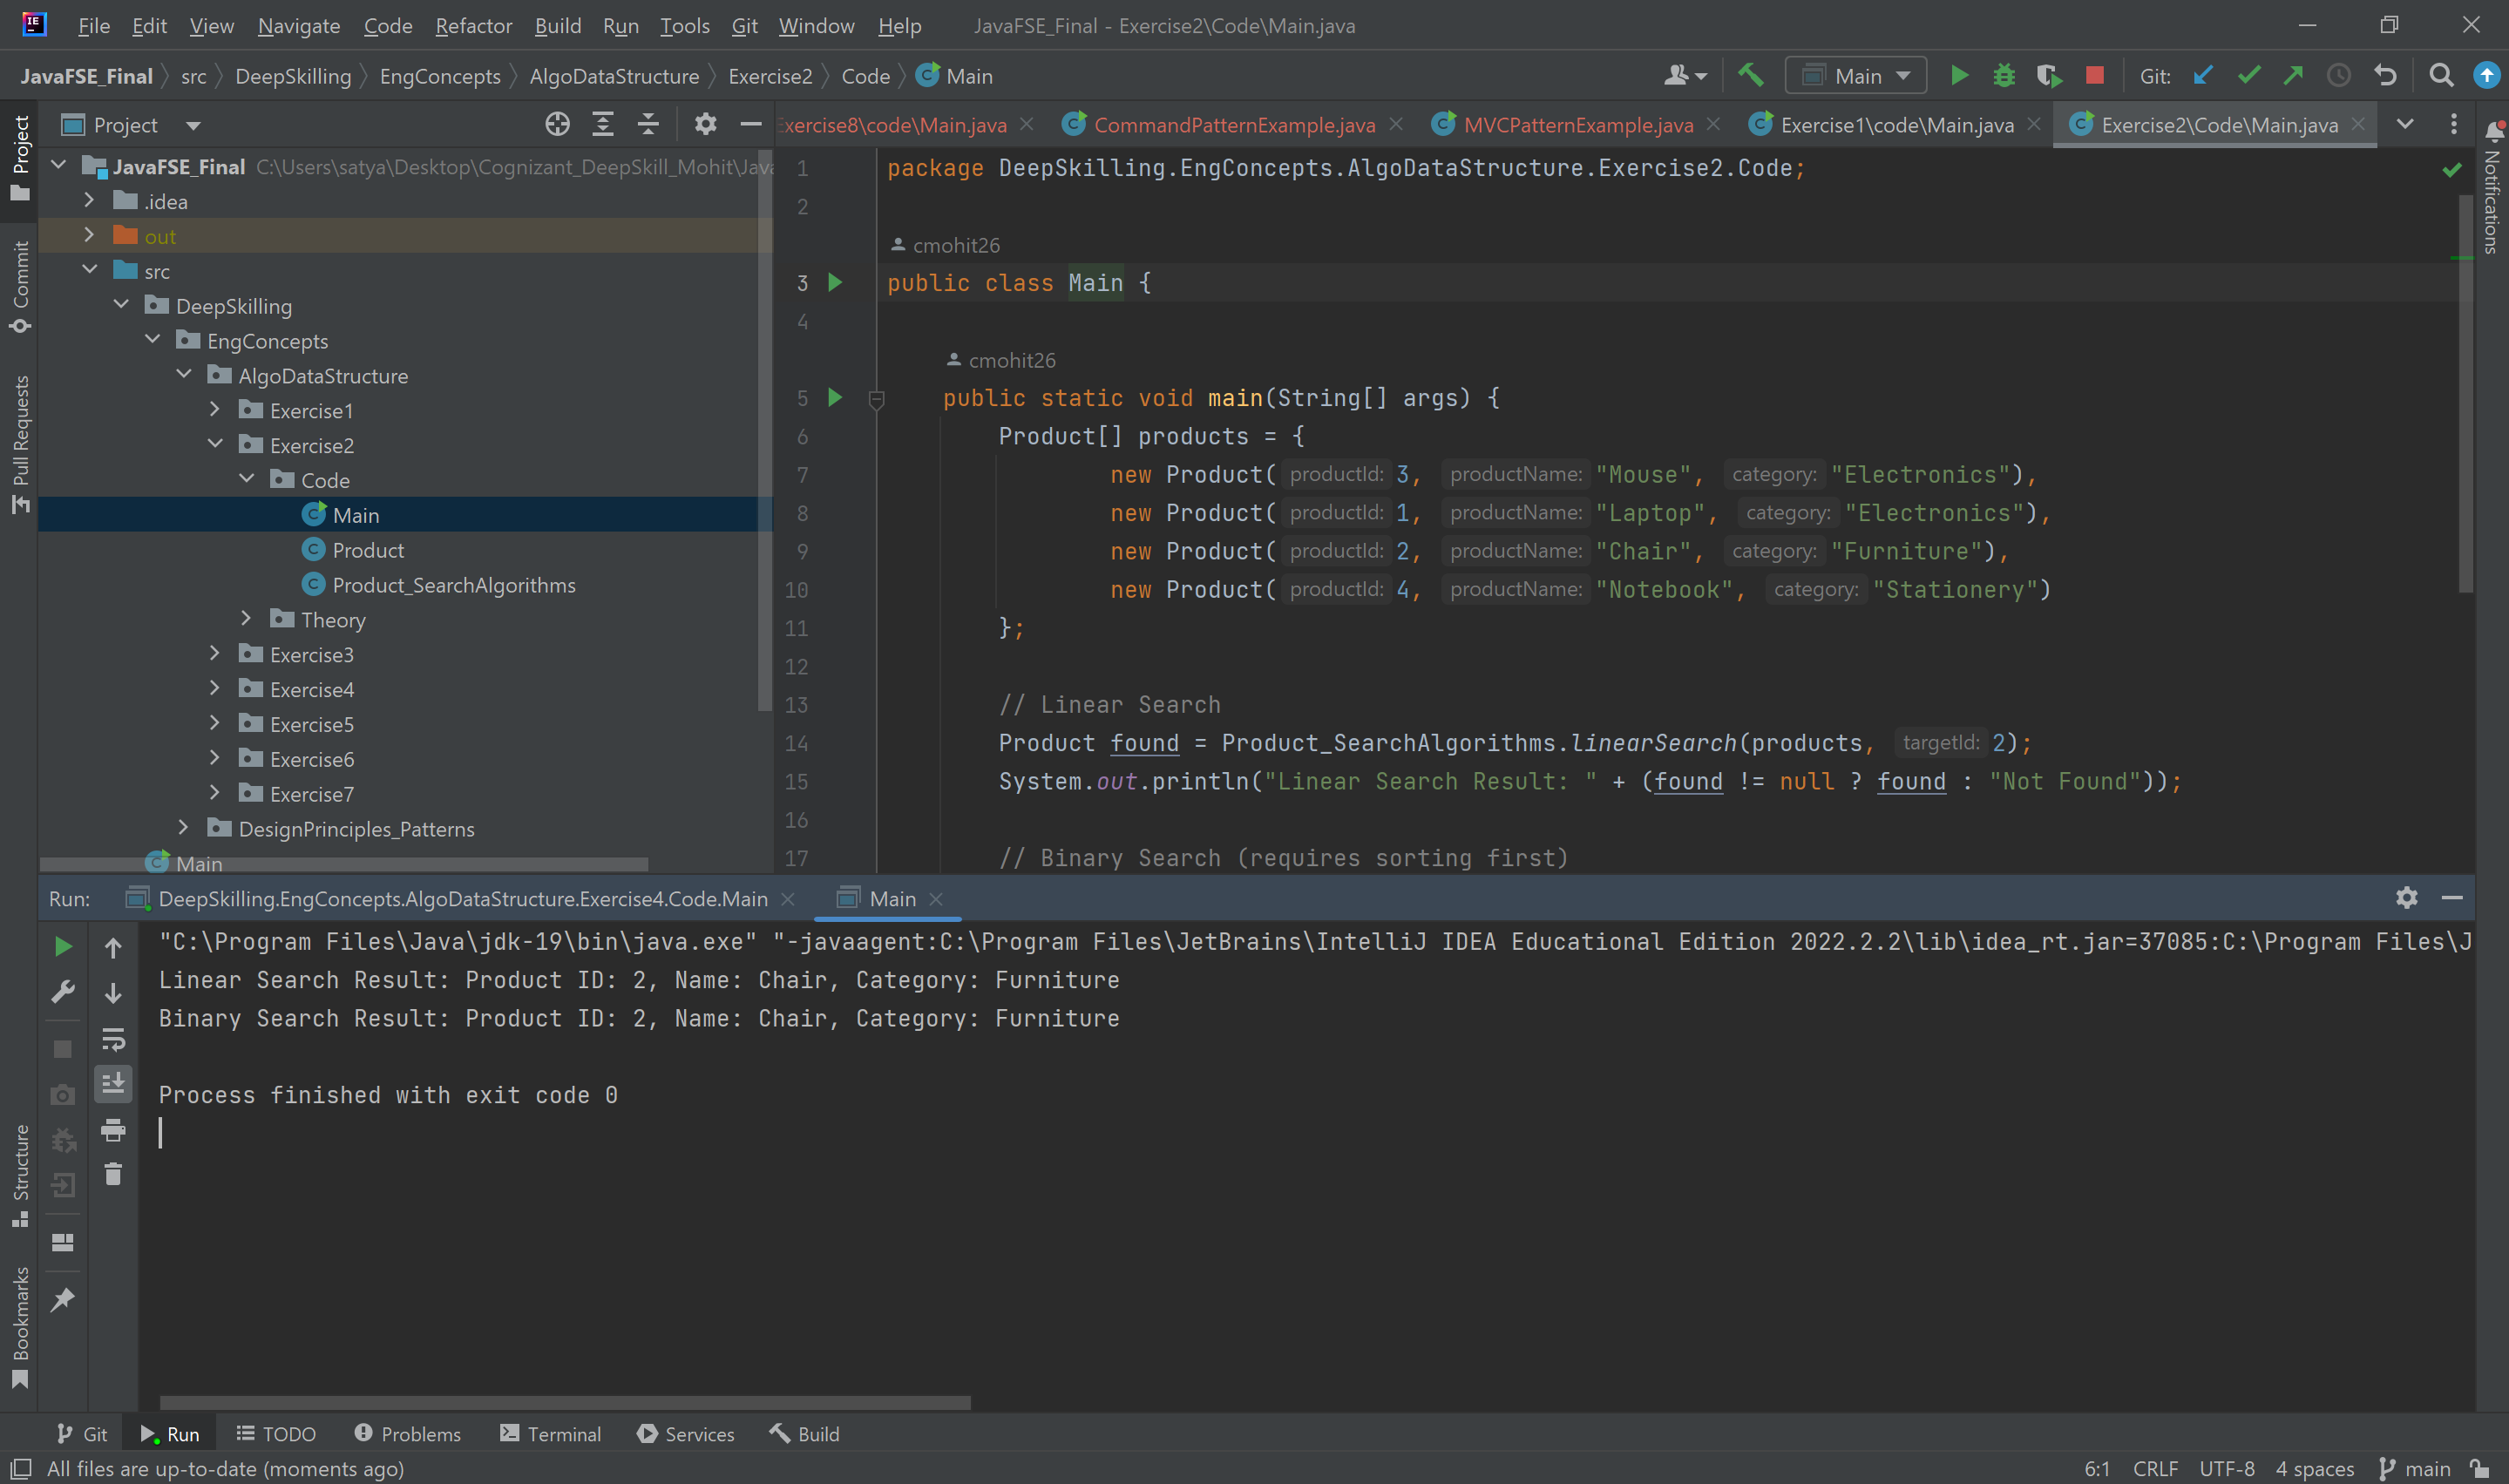 File Edit View Navigate Code Refactor Build Run Tools Git Window Help JavaFSE_Final - Exercise2\Code\Main.java
JavaFSE_Final src DeepSkilling EngConcepts AlgoDataStructure Exercise2 Code Main
Main Git:
Project
xercise8\code\Main.java CommandPatternExample.java MVCPatternExample.java Exercise1\code\Main.java Exercise2\Code\Main.java
Project
Commit
Pull Requests
Structure
Bookmarks
Notifications
JavaFSE_Final C:\Users\satya\Desktop\Cognizant_DeepSkill_Mohit\Java
.idea
out
src
DeepSkilling
EngConcepts
AlgoDataStructure
Exercise1
Exercise2
Code
Main
Product
Product_SearchAlgorithms
Theory
Exercise3
Exercise4
Exercise5
Exercise6
Exercise7
DesignPrinciples_Patterns
Main
1 package DeepSkilling.EngConcepts.AlgoDataStructure.Exercise2.Code;
2
cmohit26
3 public class Main {
4
cmohit26
5 public static void main(String[] args) {
6 Product[] products = {
7 new Product( productId: 3, productName: "Mouse", category: "Electronics"),
8 new Product( productId: 1, productName: "Laptop", category: "Electronics"),
9 new Product( productId: 2, productName: "Chair", category: "Furniture"),
10 new Product( productId: 4, productName: "Notebook", category: "Stationery")
11 };
12
13 // Linear Search
14 Product found = Product_SearchAlgorithms.linearSearch(products, targetId: 2);
15 System.out.println("Linear Search Result: " + (found != null ? found : "Not Found"));
16
17 // Binary Search (requires sorting first)
Run: DeepSkilling.EngConcepts.AlgoDataStructure.Exercise4.Code.Main Main
"C:\Program Files\Java\jdk-19\bin\java.exe" "-javaagent:C:\Program Files\JetBrains\IntelliJ IDEA Educational Edition 2022.2.2\lib\idea_rt.jar=37085:C:\Program Files\J
Linear Search Result: Product ID: 2, Name: Chair, Category: Furniture
Binary Search Result: Product ID: 2, Name: Chair, Category: Furniture
Process finished with exit code 0
Git Run TODO Problems Terminal Services Build
All files are up-to-date (moments ago) 6:1 CRLF UTF-8 4 spaces main